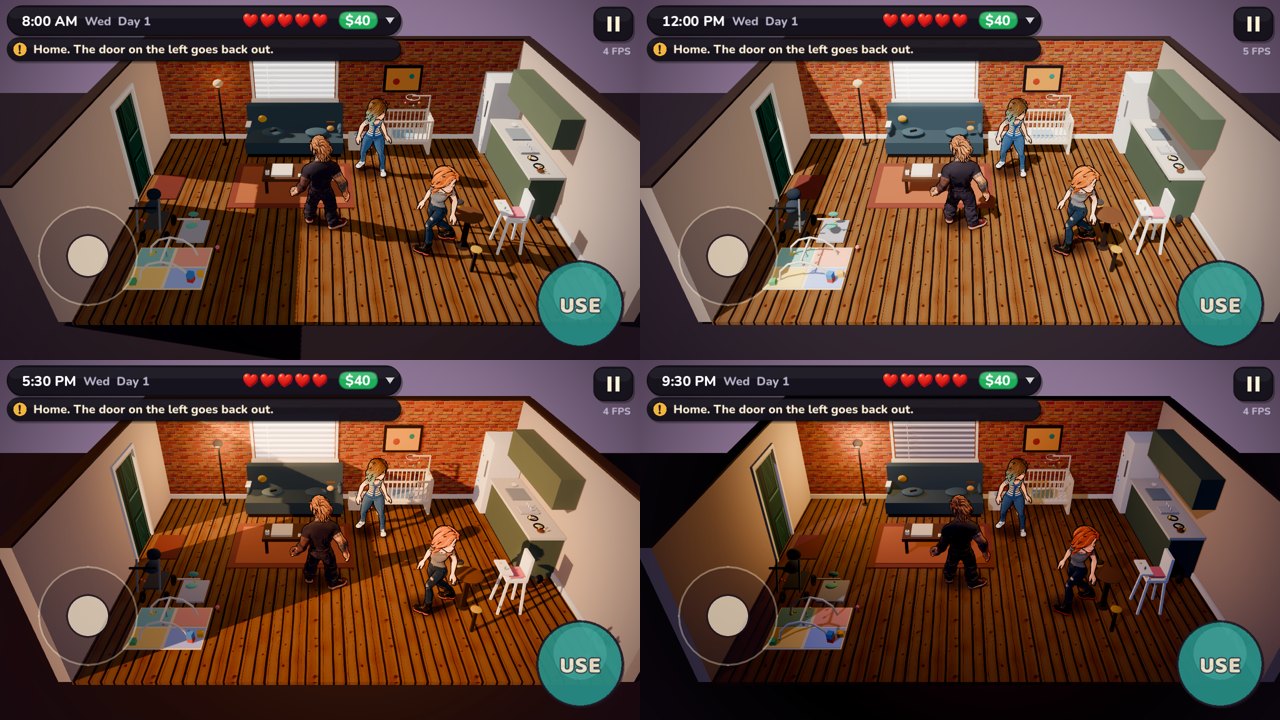 8:00 AM Wed Day 1 $40
4 FPS
Home. The door on the left goes back out.
USE
12:00 PM Wed Day 1 $40
5 FPS
Home. The door on the left goes back out.
USE
5:30 PM Wed Day 1 $40
4 FPS
Home. The door on the left goes back out.
USE
9:30 PM Wed Day 1 $40
4 FPS
Home. The door on the left goes back out.
USE